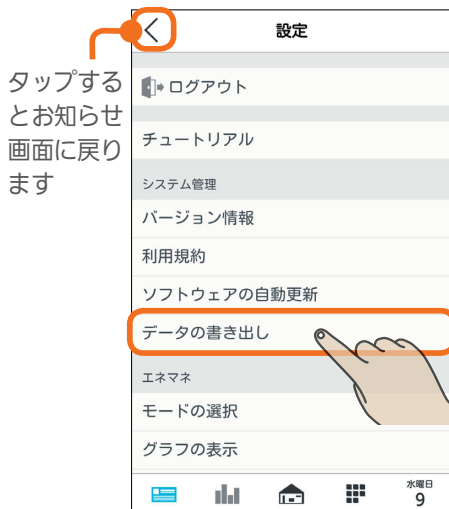 設定
タップする
とお知らせ
画面に戻り
ます
ログアウト
チュートリアル
システム管理
バージョン情報
利用規約
ソフトウェアの自動更新
データの書き出し
エネマネ
モードの選択
グラフの表示
水曜日
9